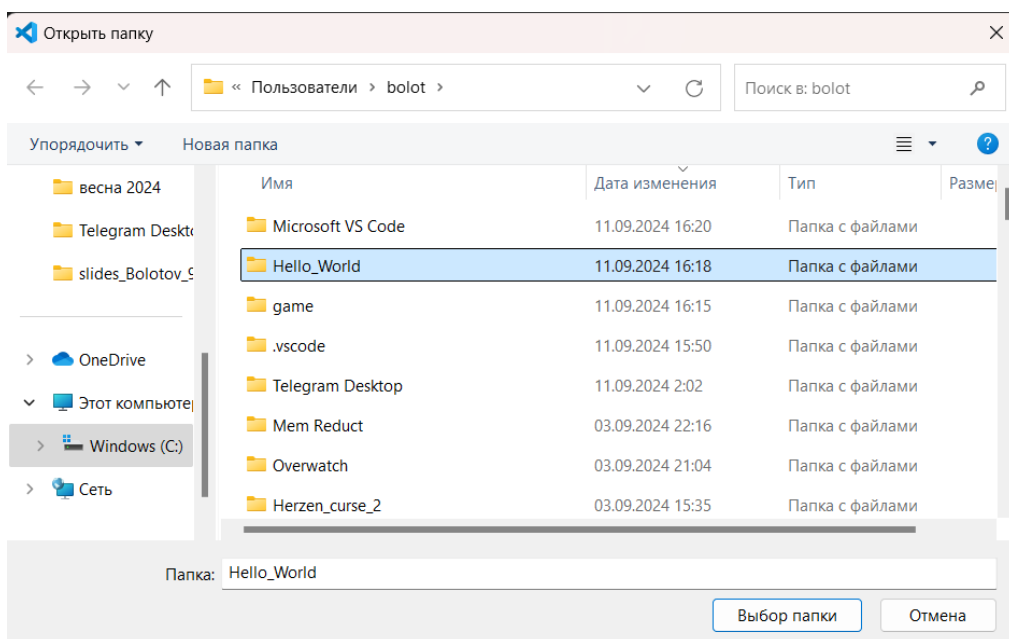 Открыть папку
« Пользователи > bolot >
Поиск в: bolot
Упорядочить Новая папка
весна 2024
Telegram Deskto
slides_Bolotov_9
OneDrive
Этот компьютер
Windows (C:)
Сеть
Имя Дата изменения Тип Размер
Microsoft VS Code 11.09.2024 16:20 Папка с файлами
Hello_World 11.09.2024 16:18 Папка с файлами
game 11.09.2024 16:15 Папка с файлами
.vscode 11.09.2024 15:50 Папка с файлами
Telegram Desktop 11.09.2024 2:02 Папка с файлами
Mem Reduct 03.09.2024 22:16 Папка с файлами
Overwatch 03.09.2024 21:04 Папка с файлами
Herzen_curse_2 03.09.2024 15:35 Папка с файлами
Папка: Hello_World
Выбор папки Отмена